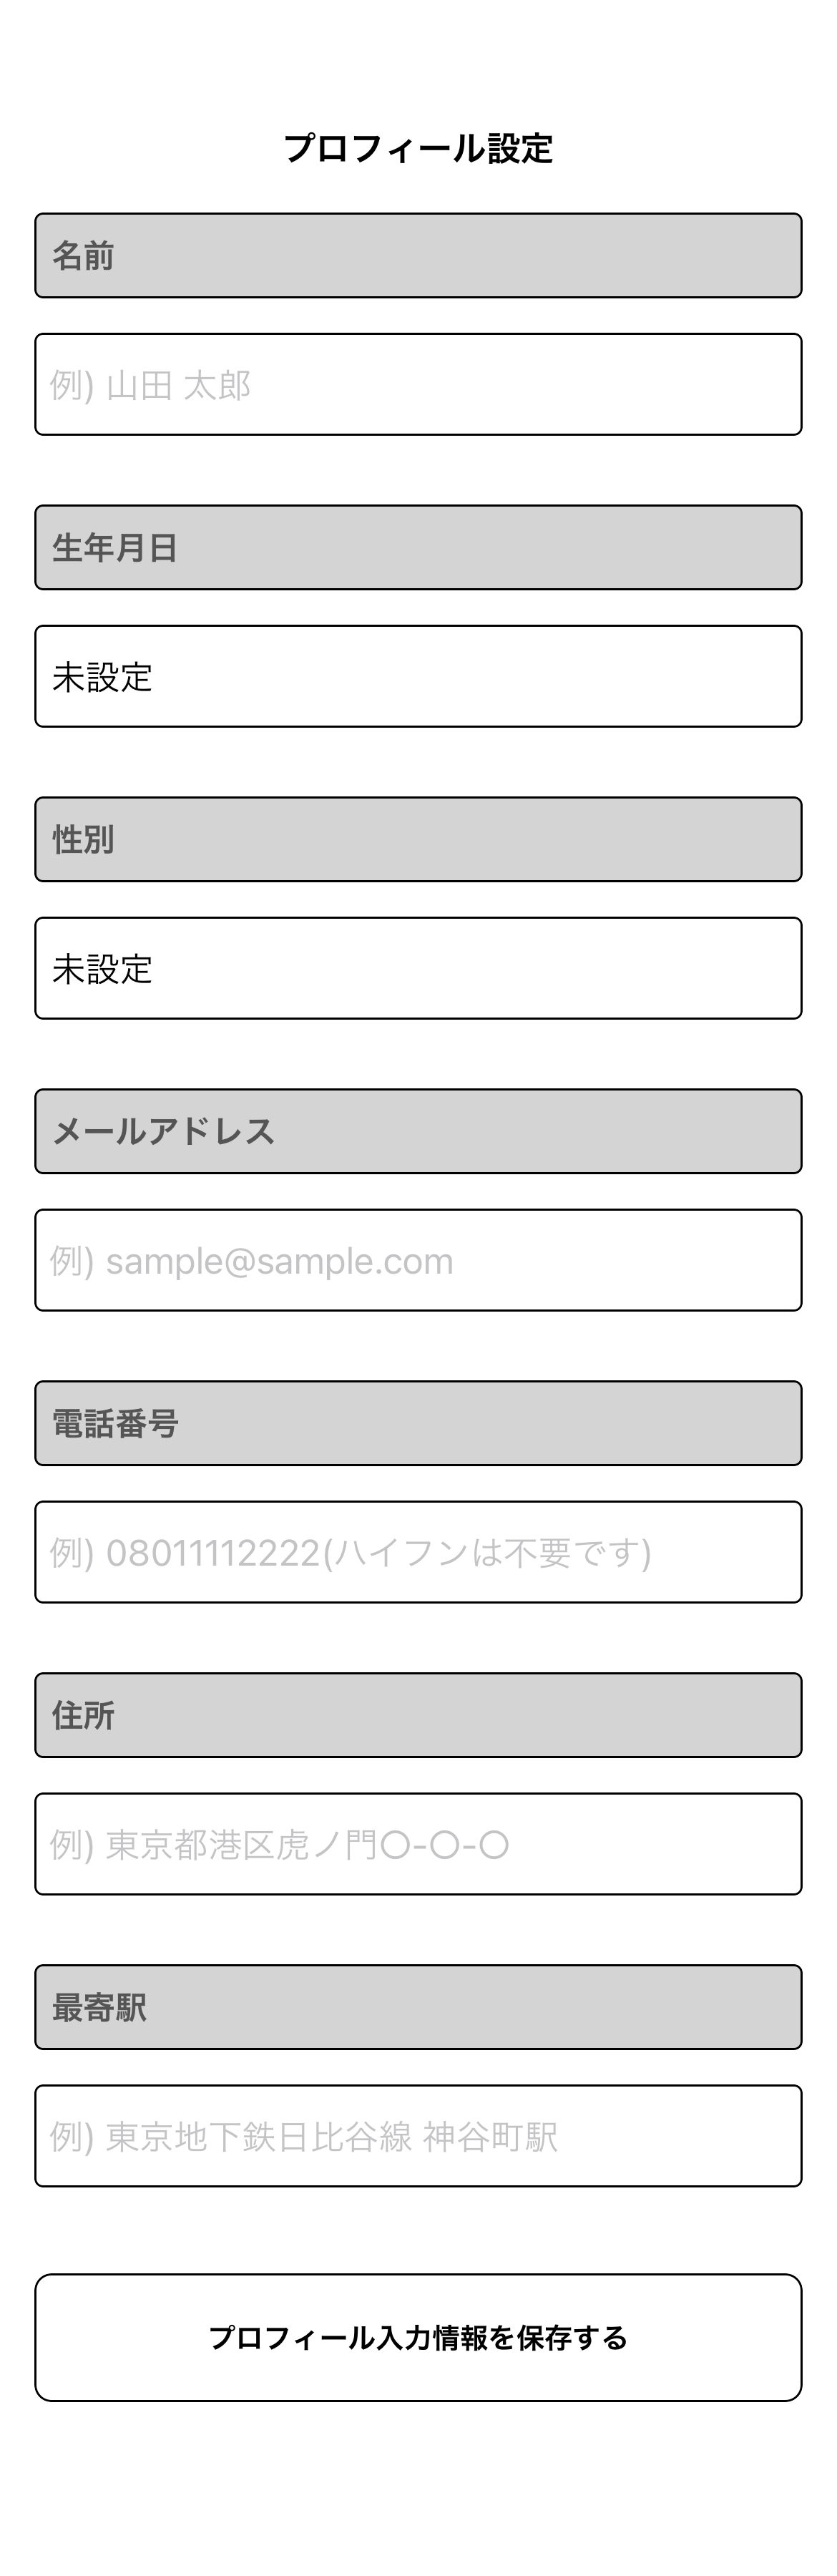 プロフィール設定
名前
例) 山田 太郎
生年月日
未設定
性別
未設定
メールアドレス
例) sample@sample.com
電話番号
例) 08011112222(ハイフンは不要です)
住所
例) 東京都港区虎ノ門〇-〇-〇
最寄駅
例) 東京地下鉄日比谷線 神谷町駅
プロフィール入力情報を保存する